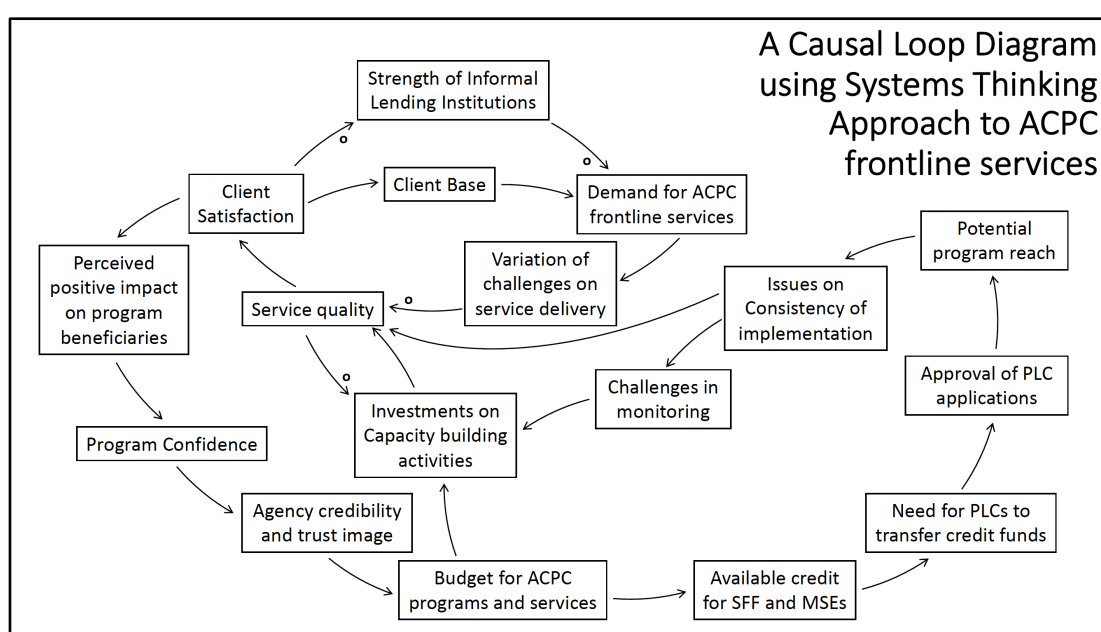 A Causal Loop Diagram
using Systems Thinking
Approach to ACPC
frontline services
Strength of Informal
Lending Institutions
o
o
Client
Satisfaction
Client Base
Demand for ACPC
frontline services
Potential
program reach
Perceived
positive impact
on program
beneficiaries
Service quality
o
Variation of
challenges on
service delivery
Issues on
Consistency of
implementation
o
Challenges in
monitoring
Approval of PLC
applications
Investments on
Capacity building
activities
Program Confidence
Agency credibility
and trust image
Need for PLCs to
transfer credit funds
Budget for ACPC
programs and services
Available credit
for SFF and MSEs